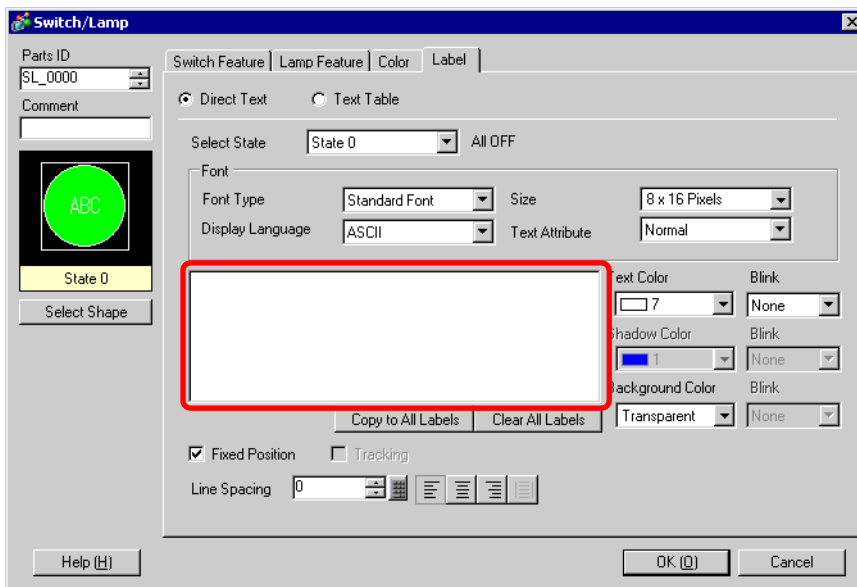 Switch/Lamp
Parts ID
SL_0000
Comment
ABC
State 0
Select Shape
Switch Feature Lamp Feature Color Label
Direct Text Text Table
Select State State 0 All OFF
Font
Font Type Standard Font Size 8 x 16 Pixels
Display Language ASCII Text Attribute Normal
Text Color Blink
7 None
Shadow Color Blink
1 None
Background Color Blink
Transparent None
Copy to All Labels Clear All Labels
Fixed Position Tracking
Line Spacing 0
Help (H) OK (O) Cancel